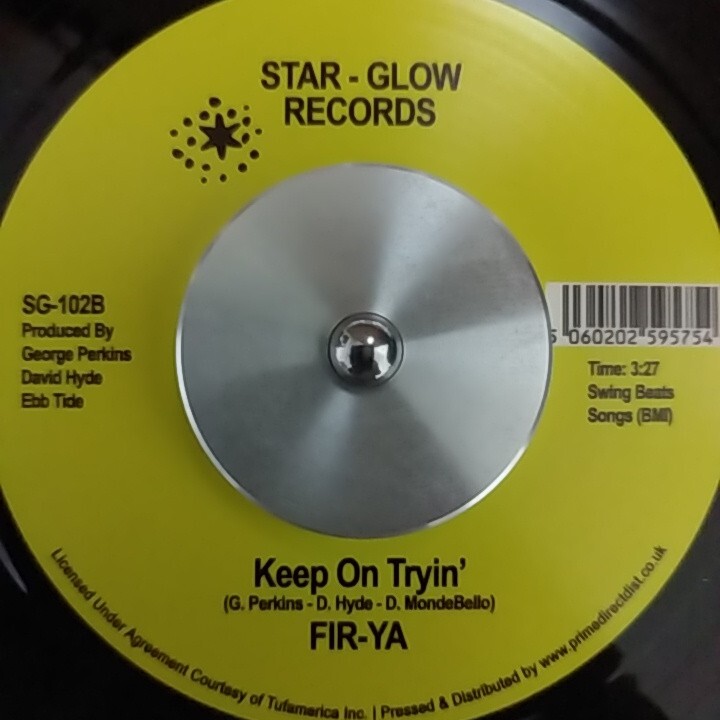 STAR - GLOW
RECORDS
SG-102B
Produced By
George Perkins
David Hyde
Ebb Tide
5 060202 595754
Time: 3:27
Swing Beats
Songs (BMI)
Keep On Tryin'
(G. Perkins - D. Hyde - D. MondeBello)
FIR-YA
Licensed Under Agreement Courtesy of Tufamerica Inc. | Pressed & Distributed by www.primedirectdist.co.uk